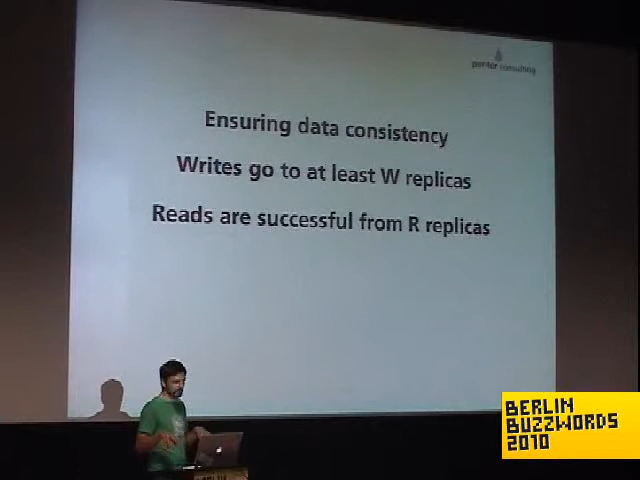 Ensuring data consistency
Writes go to at least W replicas
Reads are successful from R replicas
BERLIN
BUZZWORDS
2010